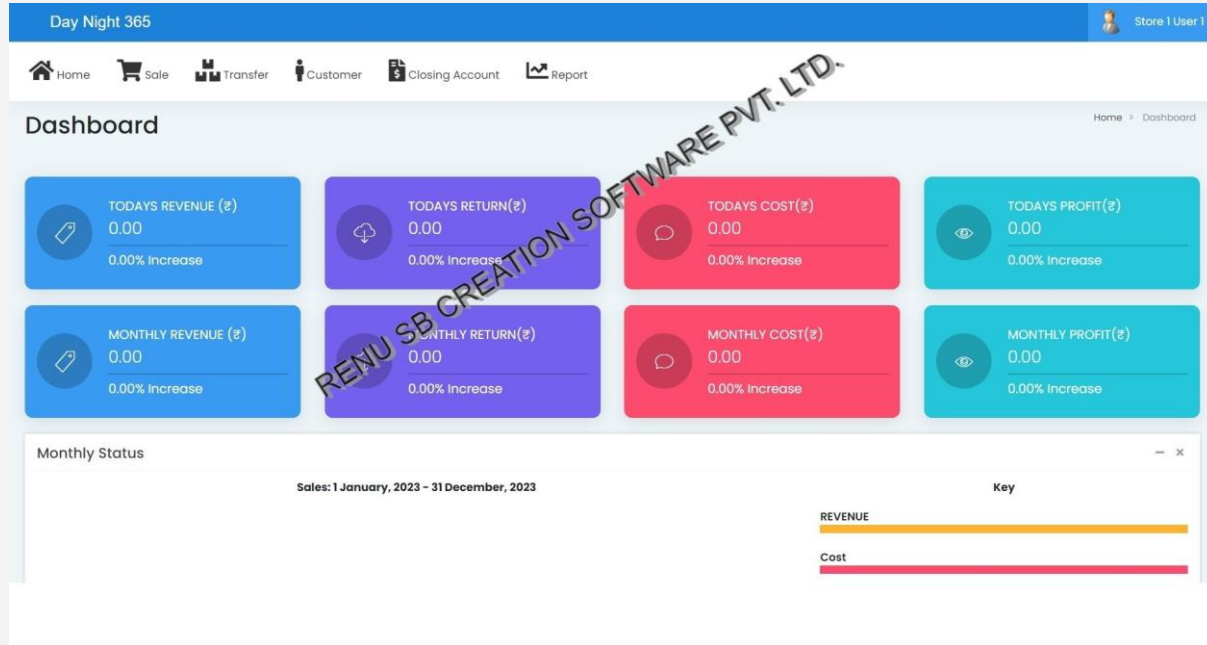 Day Night 365
Store 1 User 1
Home
Sale
Transfer
Customer
Closing Account
Report
Dashboard
Home > Dashboard
TODAYS REVENUE (₹)
0.00
0.00% Increase
TODAYS RETURN(₹)
0.00
0.00% Increase
TODAYS COST(₹)
0.00
0.00% Increase
TODAYS PROFIT(₹)
0.00
0.00% Increase
MONTHLY REVENUE (₹)
0.00
0.00% Increase
MONTHLY RETURN(₹)
0.00
0.00% Increase
MONTHLY COST(₹)
0.00
0.00% Increase
MONTHLY PROFIT(₹)
0.00
0.00% Increase
RENU SB CREATION SOFTWARE PVT. LTD.
Monthly Status
Sales: 1 January, 2023 - 31 December, 2023
Key
REVENUE
Cost